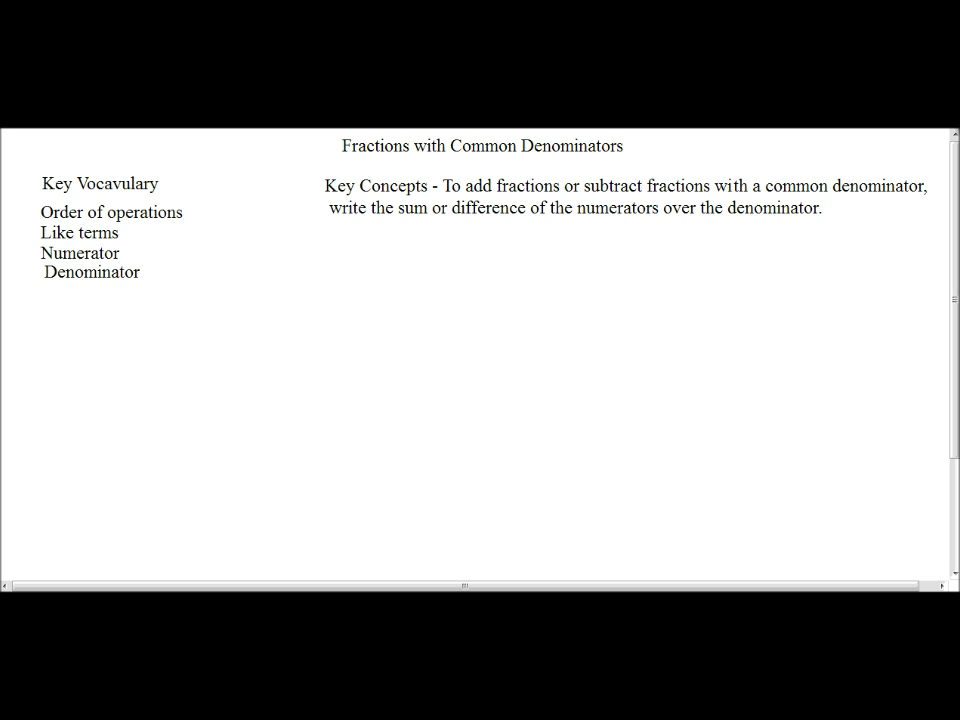 Fractions with Common Denominators
Key Vocavulary
Order of operations
Like terms
Numerator
Denominator
Key Concepts - To add fractions or subtract fractions with a common denominator,
write the sum or difference of the numerators over the denominator.